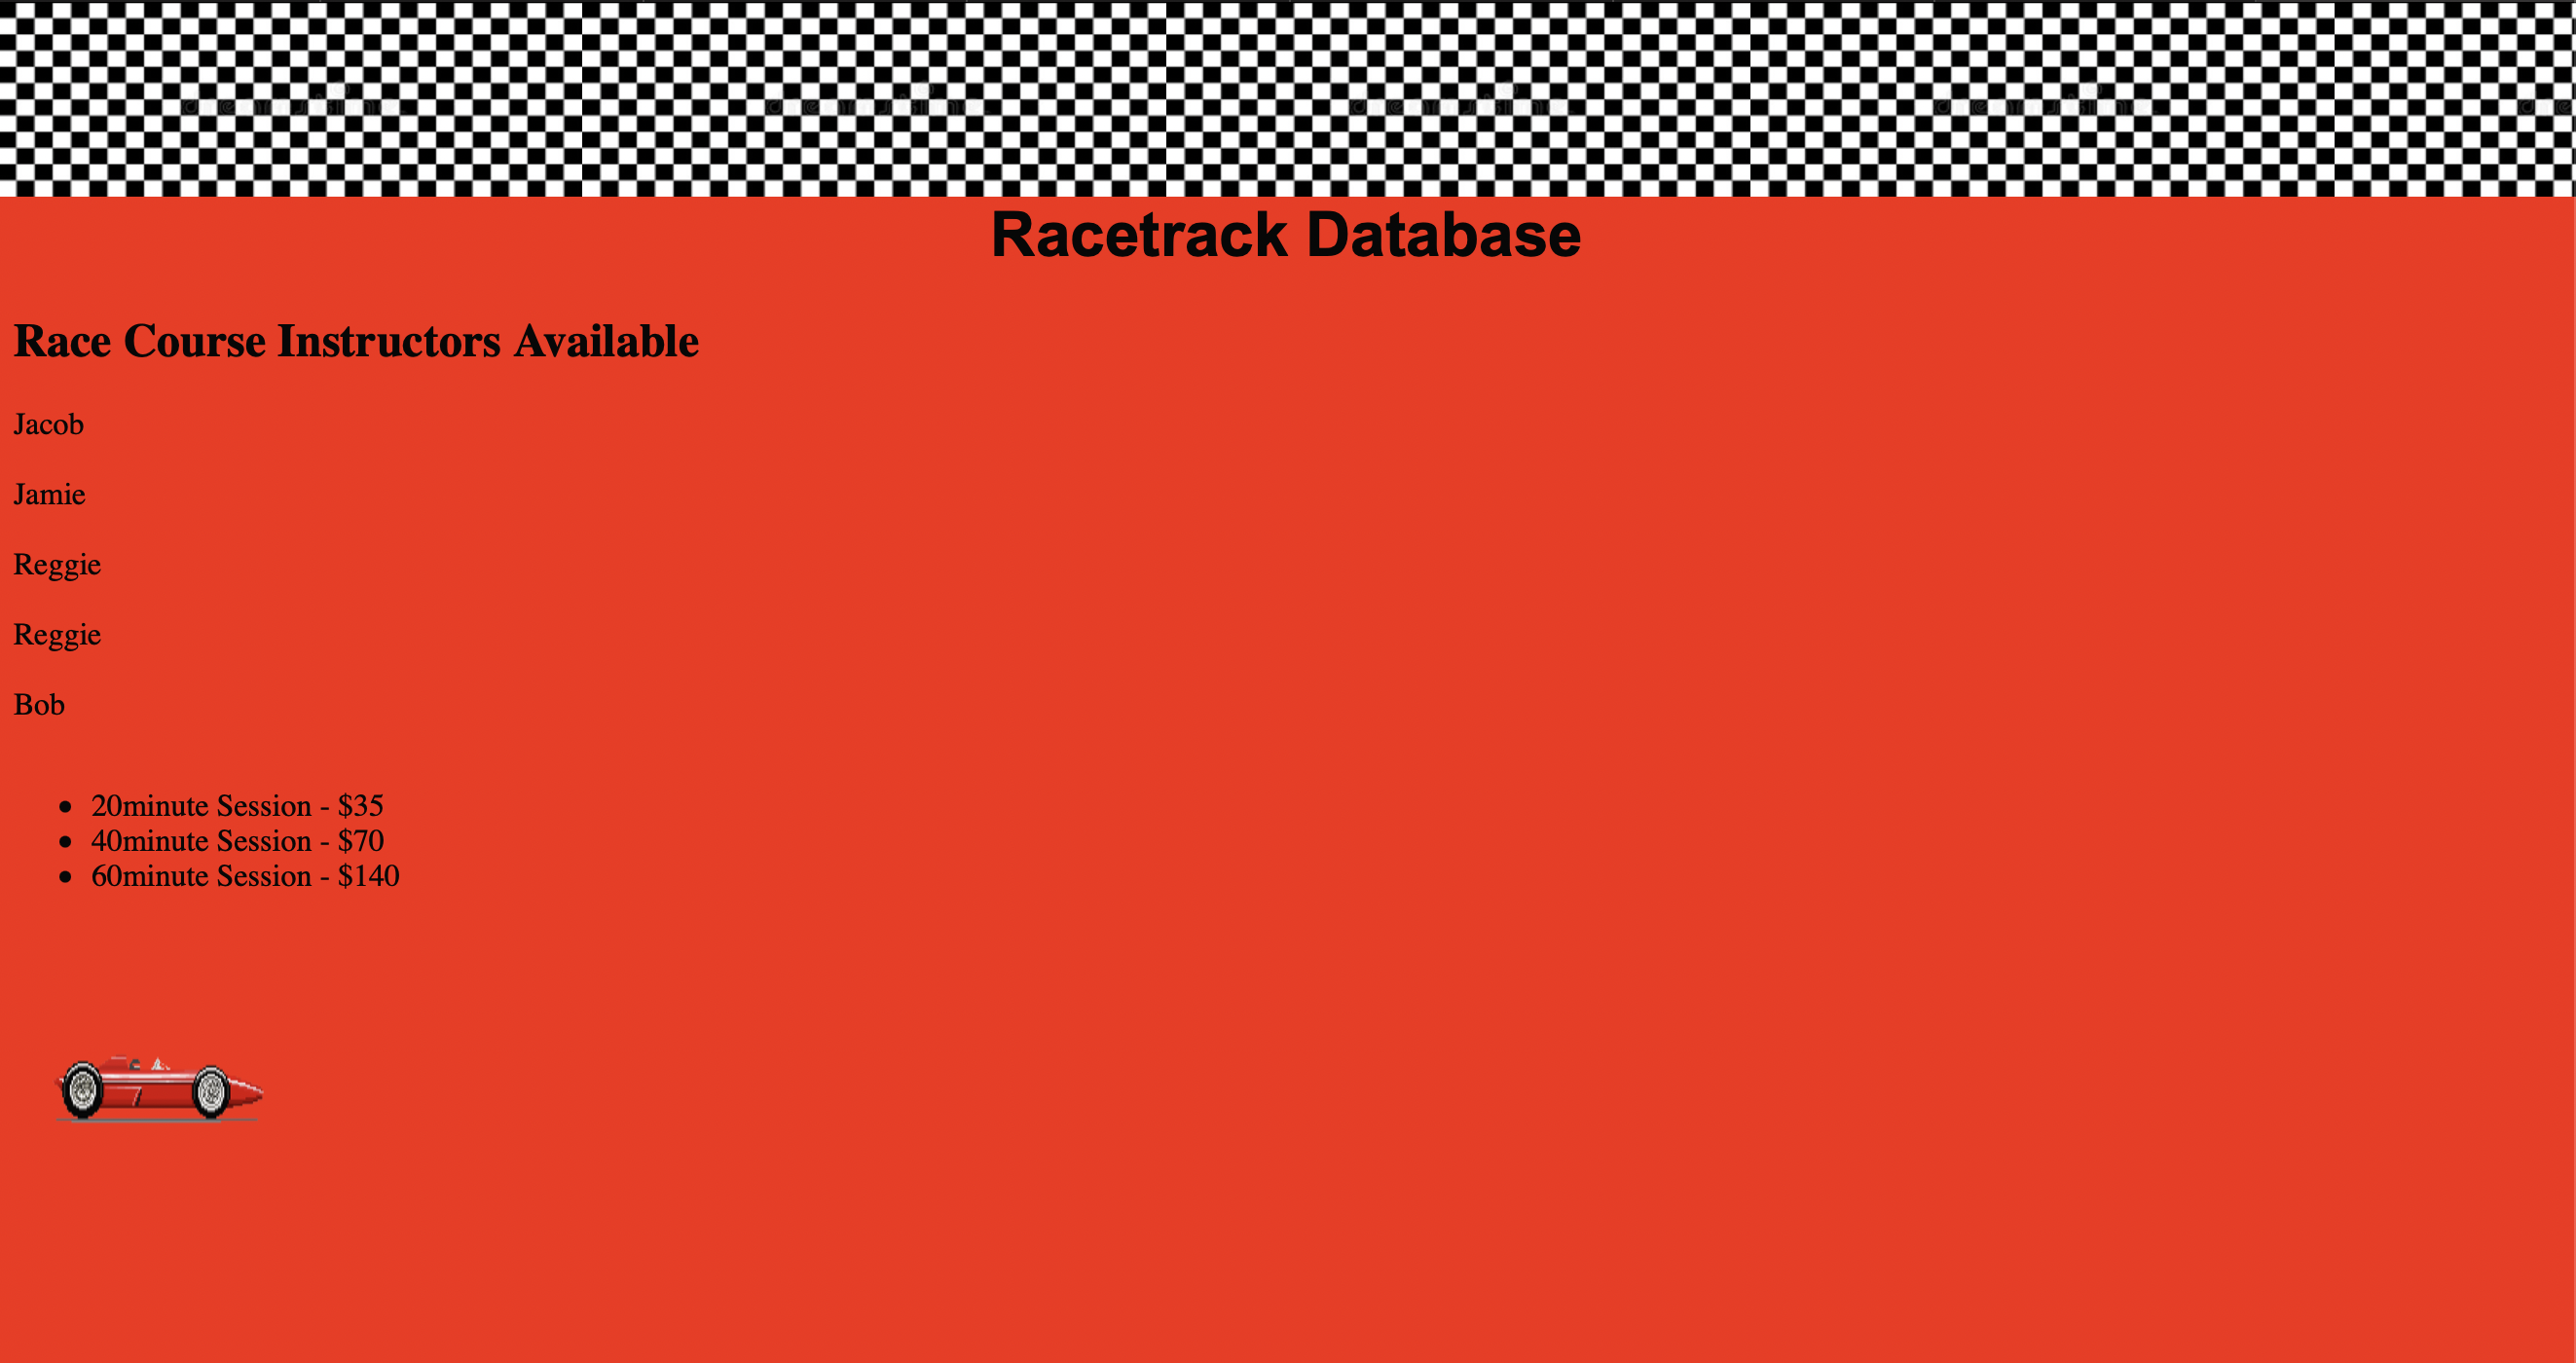 Racetrack Database
Race Course Instructors Available
Jacob
Jamie
Reggie
Reggie
Bob
20minute Session - $35
40minute Session - $70
60minute Session - $140
7